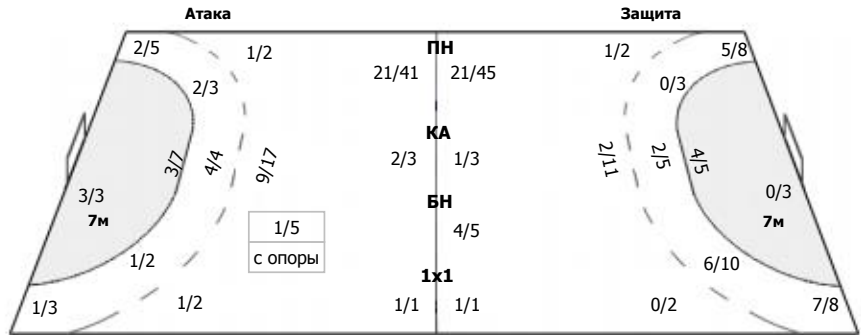 Атака Защита
2/5 1/2 ПН 1/2 5/8
21/41 21/45
2/3 0/3
КА
3/7 4/4 9/17 2/3 1/3 2/11 2/5 4/5
3/3 БН 0/3
7м 7м
1/5 4/5
с опоры
1/2 6/10
1x1
1/3 1/2 1/1 1/1 0/2 7/8